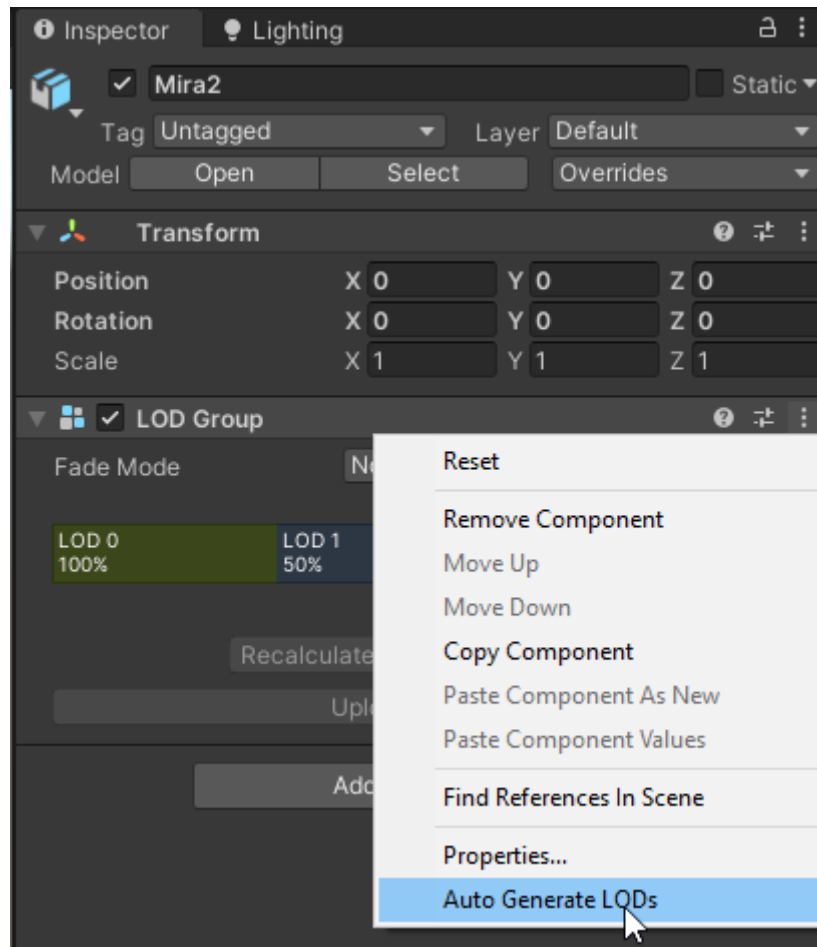 Inspector Lighting
Mira2 Static
Tag Untagged Layer Default
Model Open Select Overrides
Transform
Position X 0 Y 0 Z 0
Rotation X 0 Y 0 Z 0
Scale X 1 Y 1 Z 1
LOD Group
Fade Mode
LOD 0 LOD 1
100% 50%
Recalculate
Add
Reset
Remove Component
Move Up
Move Down
Copy Component
Paste Component As New
Paste Component Values
Find References In Scene
Properties...
Auto Generate LODs